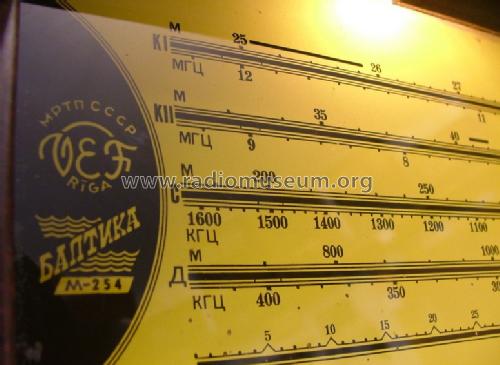 МРТП СССР
VEF
RIGA
БАЛТИКА
М-254
М 25 26 27
КI
МГЦ 12 11
М 35 40
КII
МГЦ 9 8
М 200 250
С
1600 1500 1400 1300 1200 1100
КГЦ
М 800 1000
Д
КГЦ 400 350
5 10 15 20 25
www.radiomuseum.org